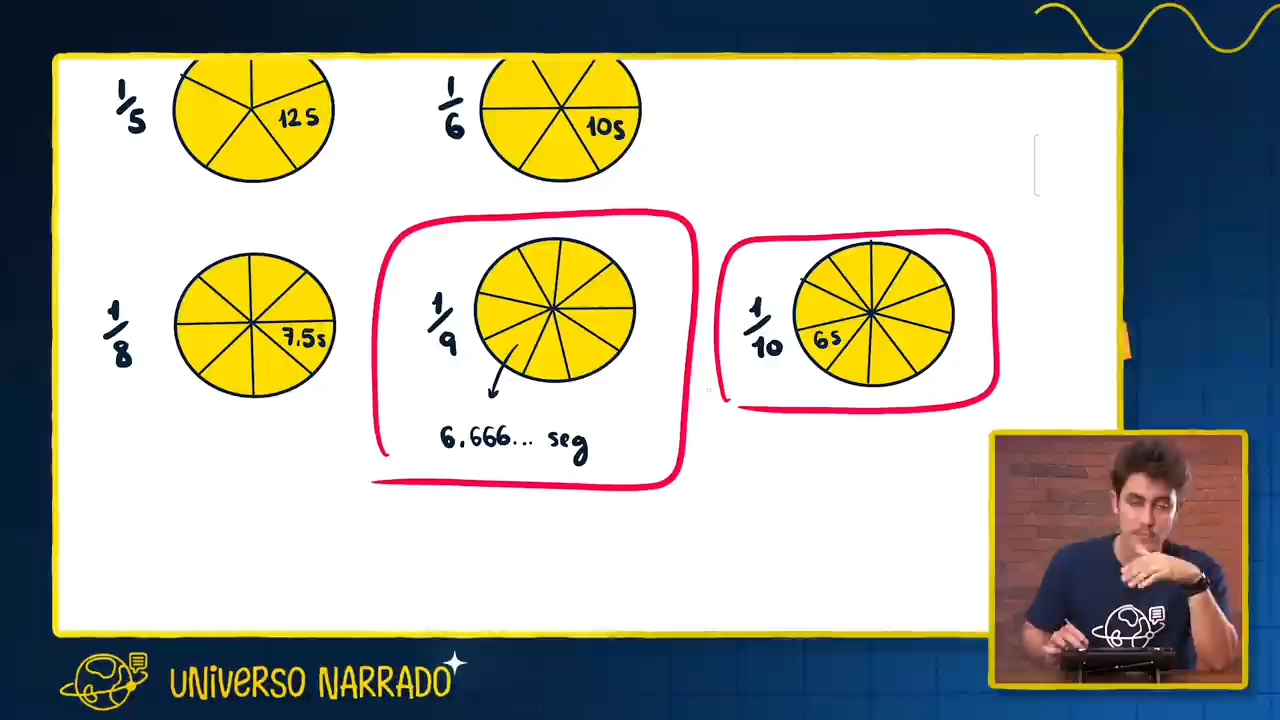 1/5
12s
1/6
10s
1/8
7.5s
1/9
6.666... seg
1/10
6s
UNIVERSO NARRADO